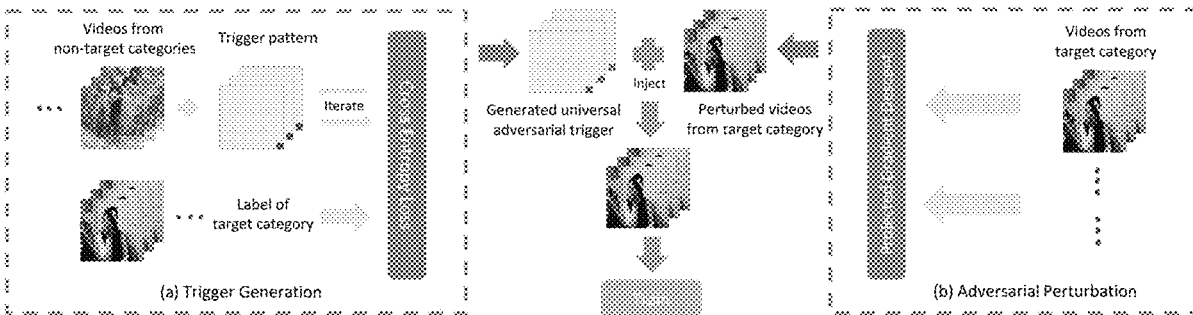 Videos from
non-target categories
Trigger pattern
Iterate
Label of
target category
(a) Trigger Generation
Generated universal
adversarial trigger
Inject
Perturbed videos
from target category
Videos from
target category
(b) Adversarial Perturbation